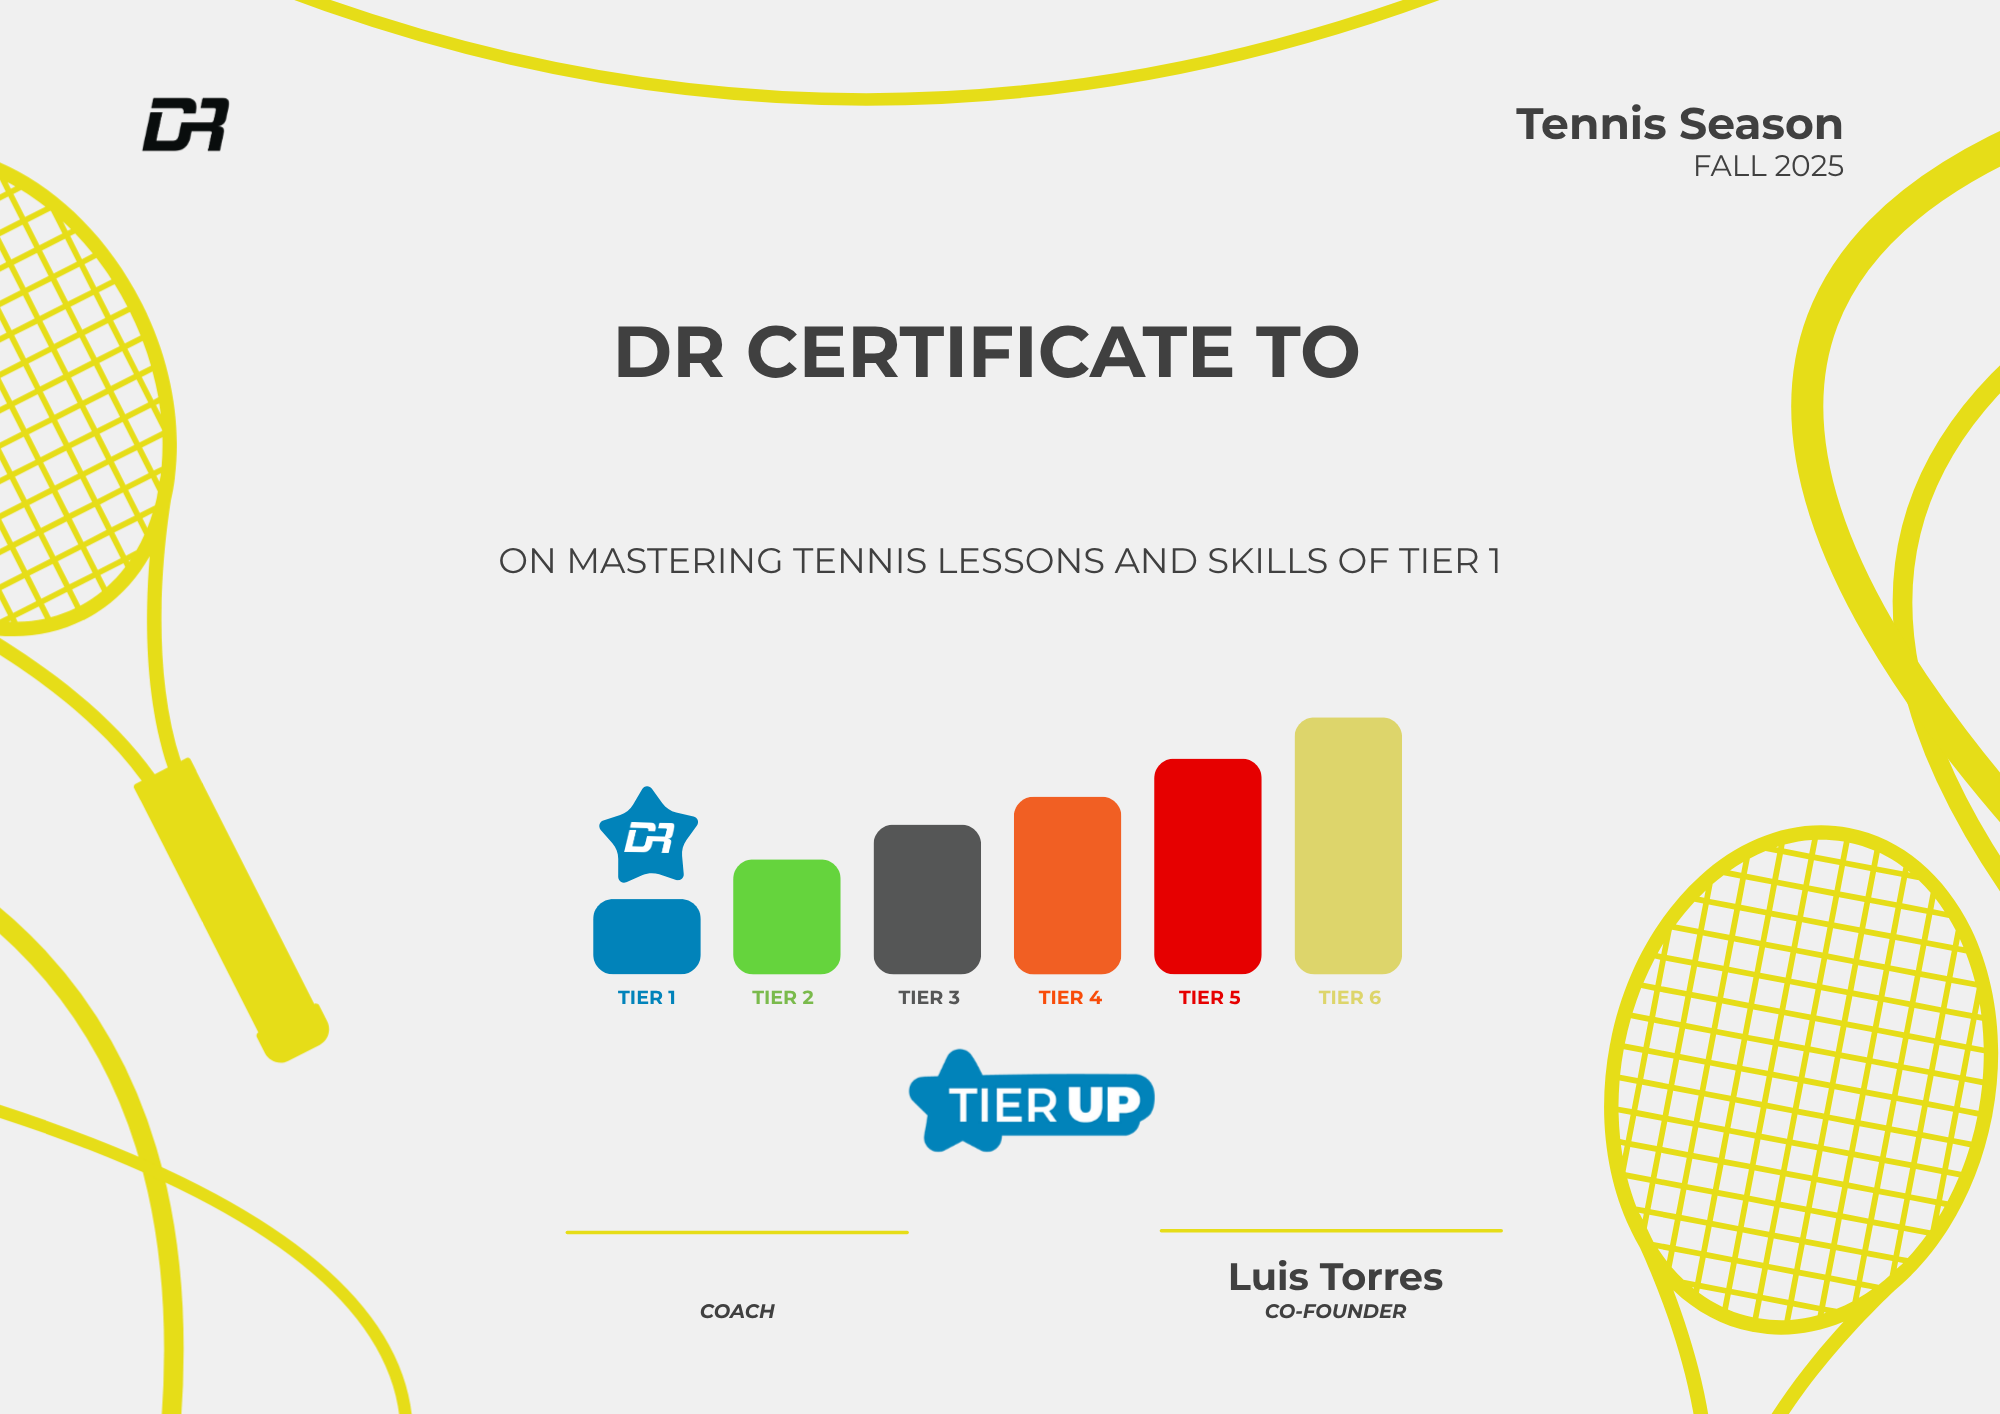 DR
Tennis Season
FALL 2025
DR CERTIFICATE TO
ON MASTERING TENNIS LESSONS AND SKILLS OF TIER 1
DR
TIER 1 TIER 2 TIER 3 TIER 4 TIER 5 TIER 6
TIER UP
Luis Torres
COACH CO-FOUNDER